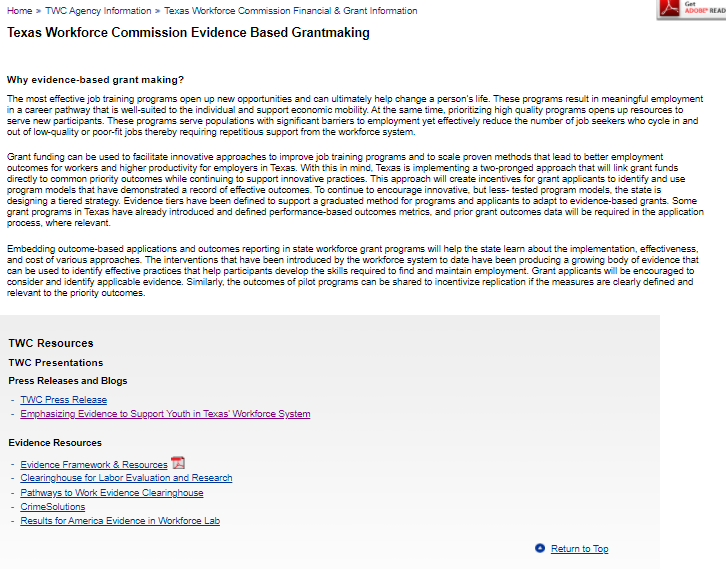 Home » TWC Agency Information » Texas Workforce Commission Financial & Grant Information
Get
ADOBE® READ
Texas Workforce Commission Evidence Based Grantmaking
Why evidence-based grant making?
The most effective job training programs open up new opportunities and can ultimately help change a person's life. These programs result in meaningful employment
in a career pathway that is well-suited to the individual and support economic mobility. At the same time, prioritizing high quality programs opens up resources to
serve new participants. These programs serve populations with significant barriers to employment yet effectively reduce the number of job seekers who cycle in and
out of low-quality or poor-fit jobs thereby requiring repetitious support from the workforce system.
Grant funding can be used to facilitate innovative approaches to improve job training programs and to scale proven methods that lead to better employment
outcomes for workers and higher productivity for employers in Texas. With this in mind, Texas is implementing a two-pronged approach that will link grant funds
directly to common priority outcomes while continuing to support innovative practices. This approach will create incentives for grant applicants to identify and use
program models that have demonstrated a record of effective outcomes. To continue to encourage innovative, but less- tested program models, the state is
designing a tiered strategy. Evidence tiers have been defined to support a graduated method for programs and applicants to adapt to evidence-based grants. Some
grant programs in Texas have already introduced and defined performance-based outcomes metrics, and prior grant outcomes data will be required in the application
process, where relevant.
Embedding outcome-based applications and outcomes reporting in state workforce grant programs will help the state learn about the implementation, effectiveness,
and cost of various approaches. The interventions that have been introduced by the workforce system to date have been producing a growing body of evidence that
can be used to identify effective practices that help participants develop the skills required to find and maintain employment. Grant applicants will be encouraged to
consider and identify applicable evidence. Similarly, the outcomes of pilot programs can be shared to incentivize replication if the measures are clearly defined and
relevant to the priority outcomes.
TWC Resources
TWC Presentations
Press Releases and Blogs
- TWC Press Release
- Emphasizing Evidence to Support Youth in Texas' Workforce System
Evidence Resources
- Evidence Framework & Resources
- Clearinghouse for Labor Evaluation and Research
- Pathways to Work Evidence Clearinghouse
- CrimeSolutions
- Results for America Evidence in Workforce Lab
Return to Top